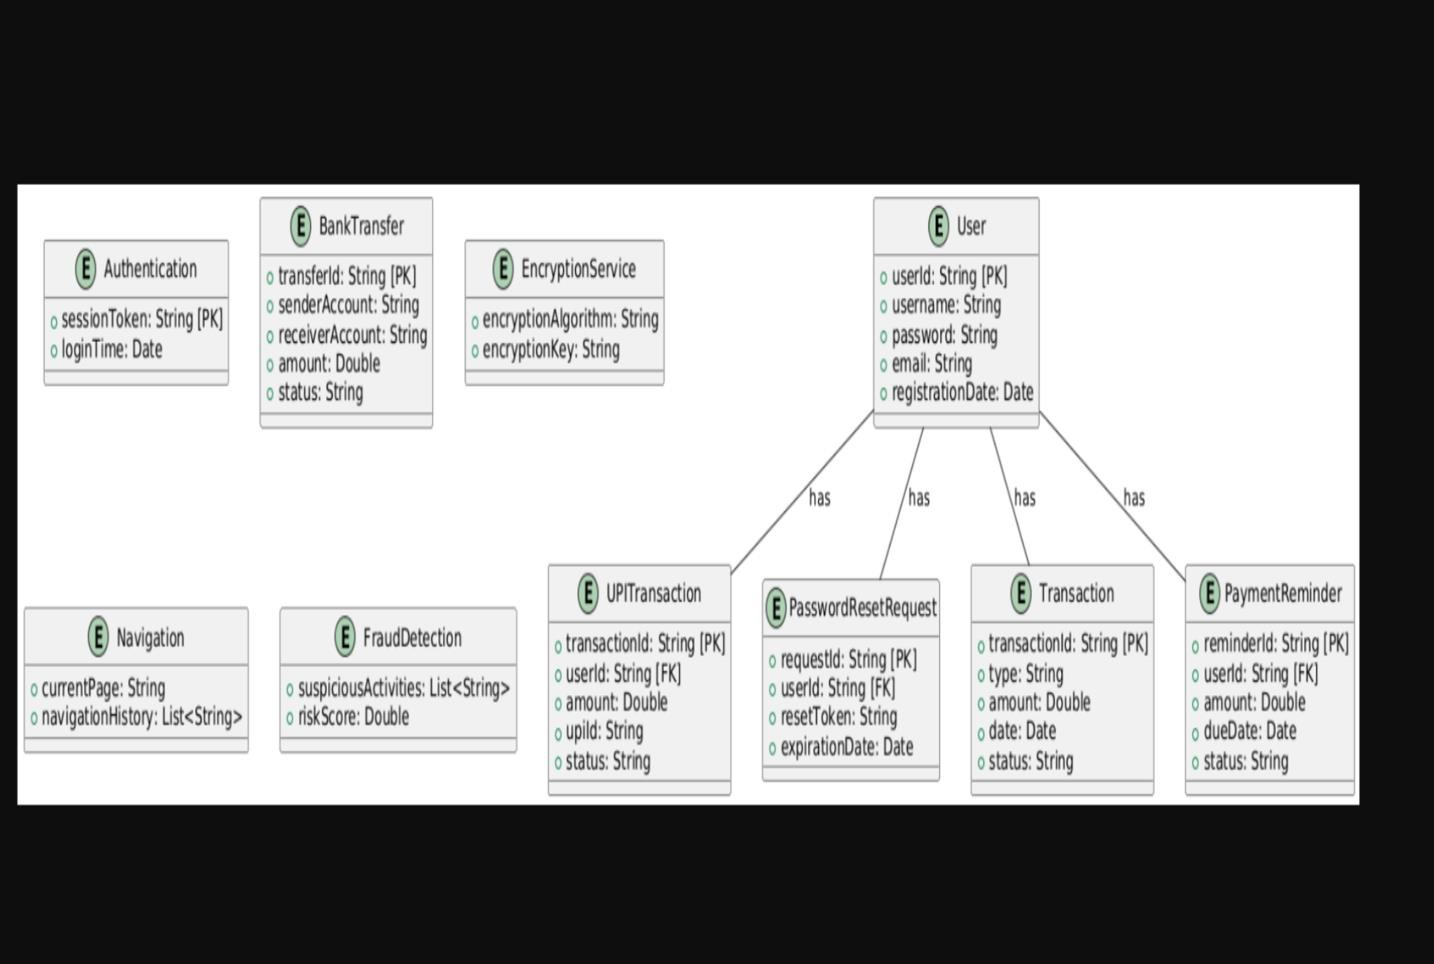 E Authentication
sessionToken: String [PK]
loginTime: Date
E BankTransfer
transferId: String [PK]
senderAccount: String
receiverAccount: String
amount: Double
status: String
E EncryptionService
encryptionAlgorithm: String
encryptionKey: String
E User
userId: String [PK]
username: String
password: String
email: String
registrationDate: Date
has
has
has
has
E Navigation
currentPage: String
navigationHistory: List<String>
E FraudDetection
suspiciousActivities: List<String>
riskScore: Double
E UPITransaction
transactionId: String [PK]
userId: String [FK]
amount: Double
upiId: String
status: String
E PasswordResetRequest
requestId: String [PK]
userId: String [FK]
resetToken: String
expirationDate: Date
E Transaction
transactionId: String [PK]
type: String
amount: Double
date: Date
status: String
E PaymentReminder
reminderId: String [PK]
userId: String [FK]
amount: Double
dueDate: Date
status: String